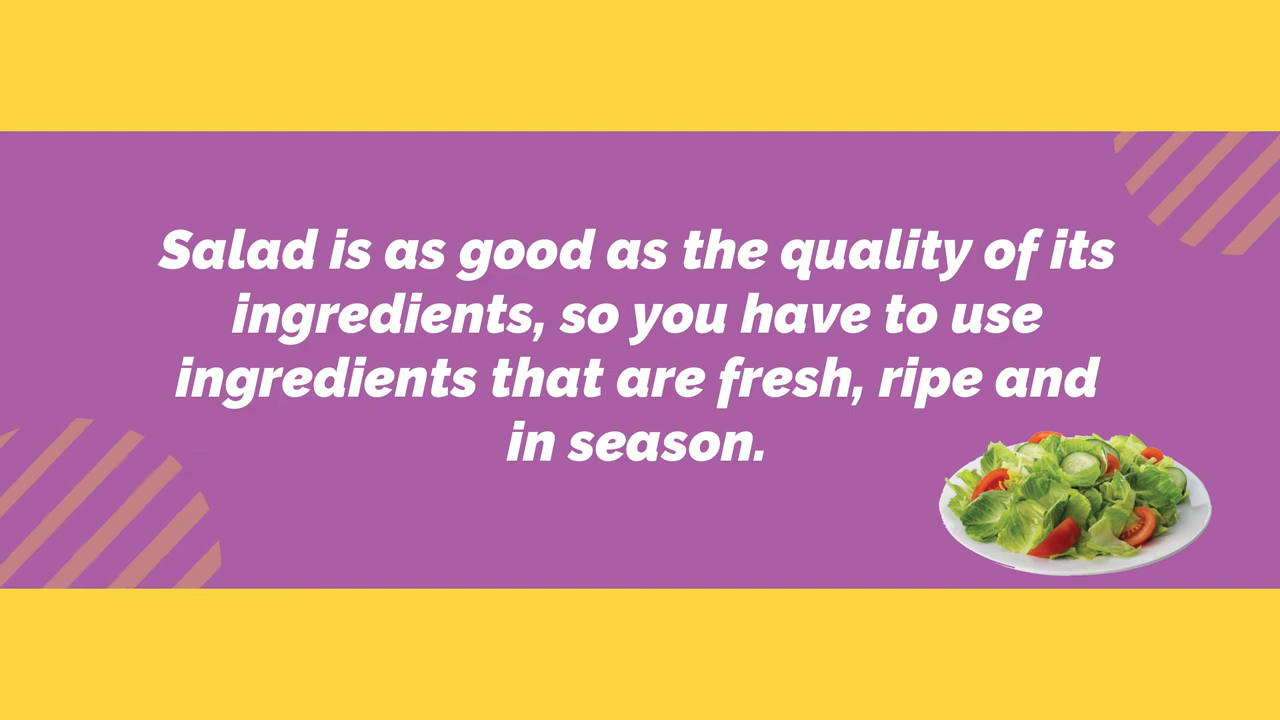 Salad is as good as the quality of its
ingredients, so you have to use
ingredients that are fresh, ripe and
in season.